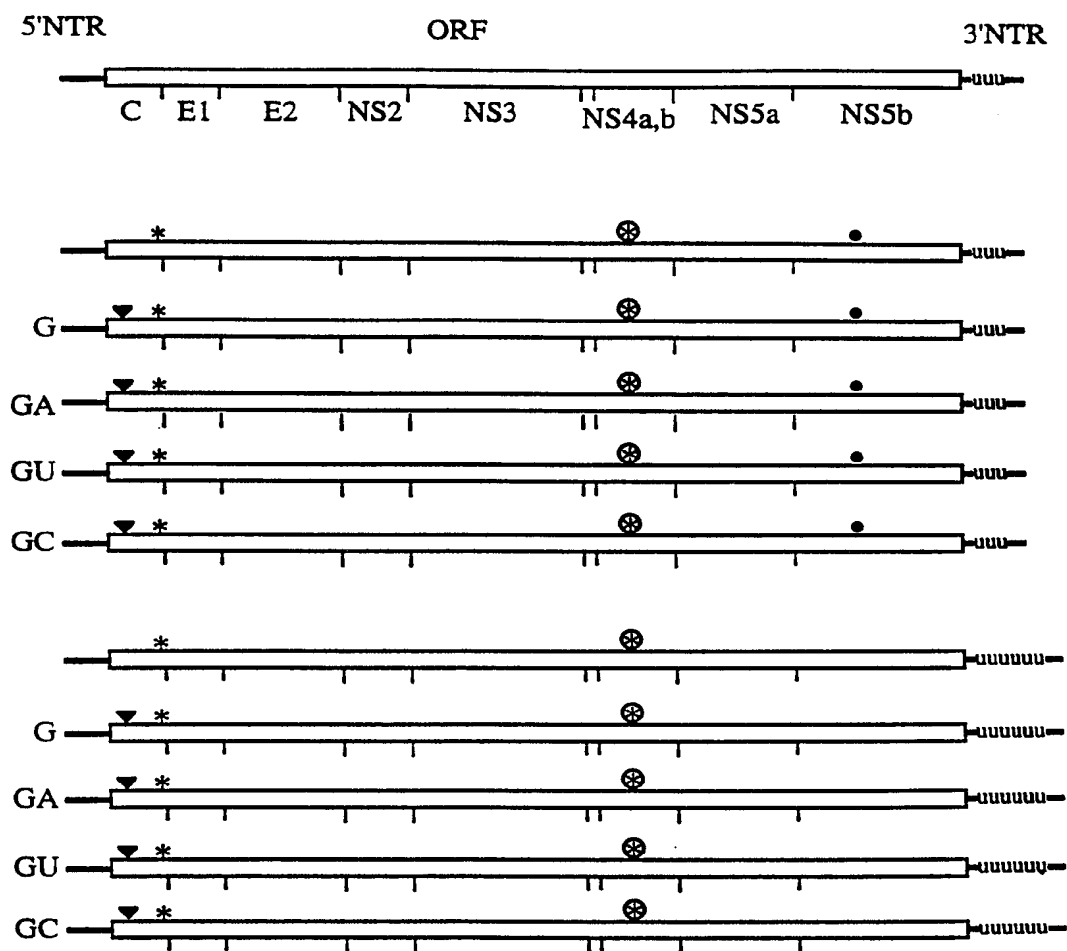 5'NTR ORF 3'NTR
uuu
C E1 E2 NS2 NS3 NS4a,b NS5a NS5b
* * uuu
G * * uuu
GA * * uuu
GU * * uuu
GC * * uuu
* * uuuuuu
G * * uuuuuu
GA * * uuuuuu
GU * * uuuuuu
GC * * uuuuuu